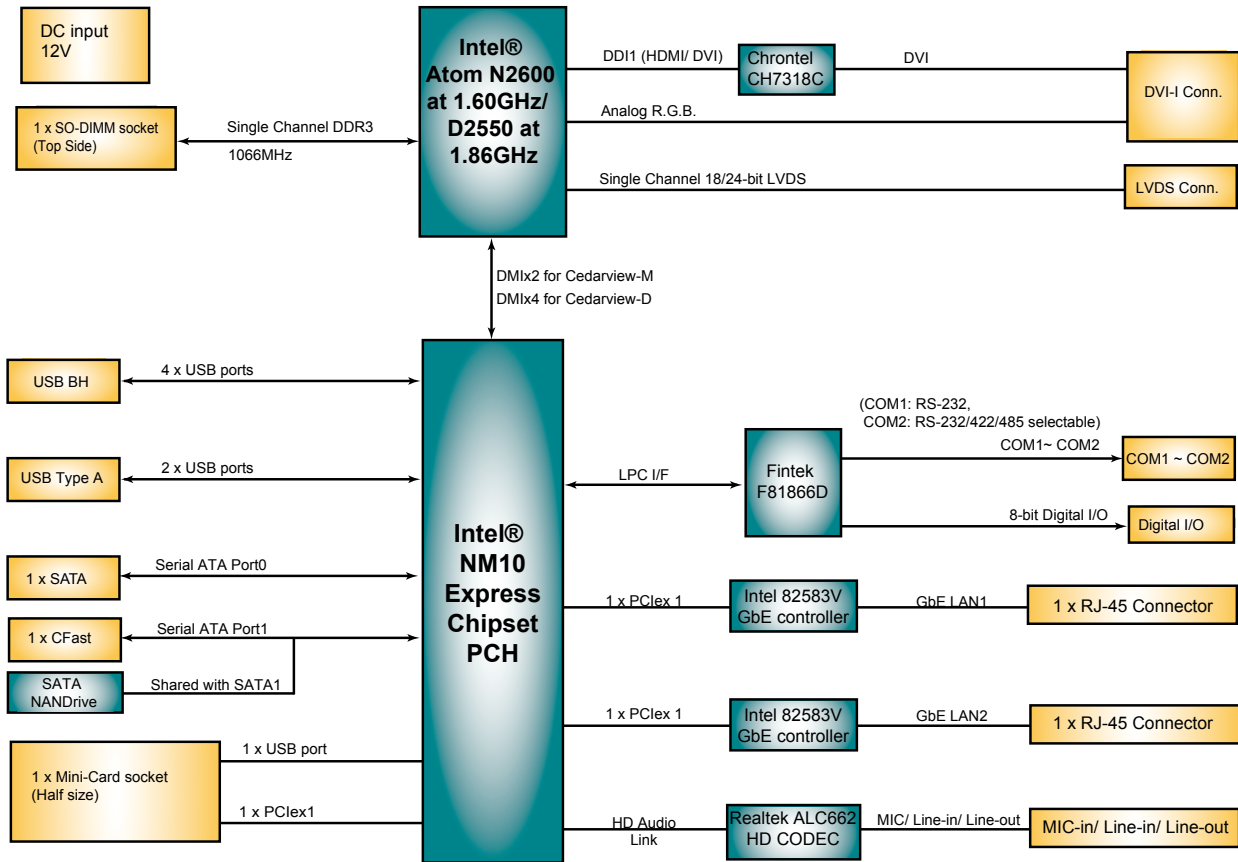 DC input
12V
Intel®
Atom N2600
at 1.60GHz/
D2550 at
1.86GHz
DDI1 (HDMI/ DVI)
Chrontel
CH7318C
DVI
DVI-I Conn.
Analog R.G.B.
1 x SO-DIMM socket
(Top Side)
Single Channel DDR3
1066MHz
Single Channel 18/24-bit LVDS
LVDS Conn.
DMIx2 for Cedarview-M
DMIx4 for Cedarview-D
USB BH
4 x USB ports
USB Type A
2 x USB ports
1 x SATA
Serial ATA Port0
1 x CFast
Serial ATA Port1
SATA
NANDrive
Shared with SATA1
1 x Mini-Card socket
(Half size)
1 x USB port
1 x PCIex1
Intel®
NM10
Express
Chipset
PCH
LPC I/F
Fintek
F81866D
(COM1: RS-232,
COM2: RS-232/422/485 selectable)
COM1~ COM2
COM1 ~ COM2
8-bit Digital I/O
Digital I/O
1 x PCIex 1
Intel 82583V
GbE controller
GbE LAN1
1 x RJ-45 Connector
1 x PCIex 1
Intel 82583V
GbE controller
GbE LAN2
1 x RJ-45 Connector
HD Audio
Link
Realtek ALC662
HD CODEC
MIC/ Line-in/ Line-out
MIC-in/ Line-in/ Line-out